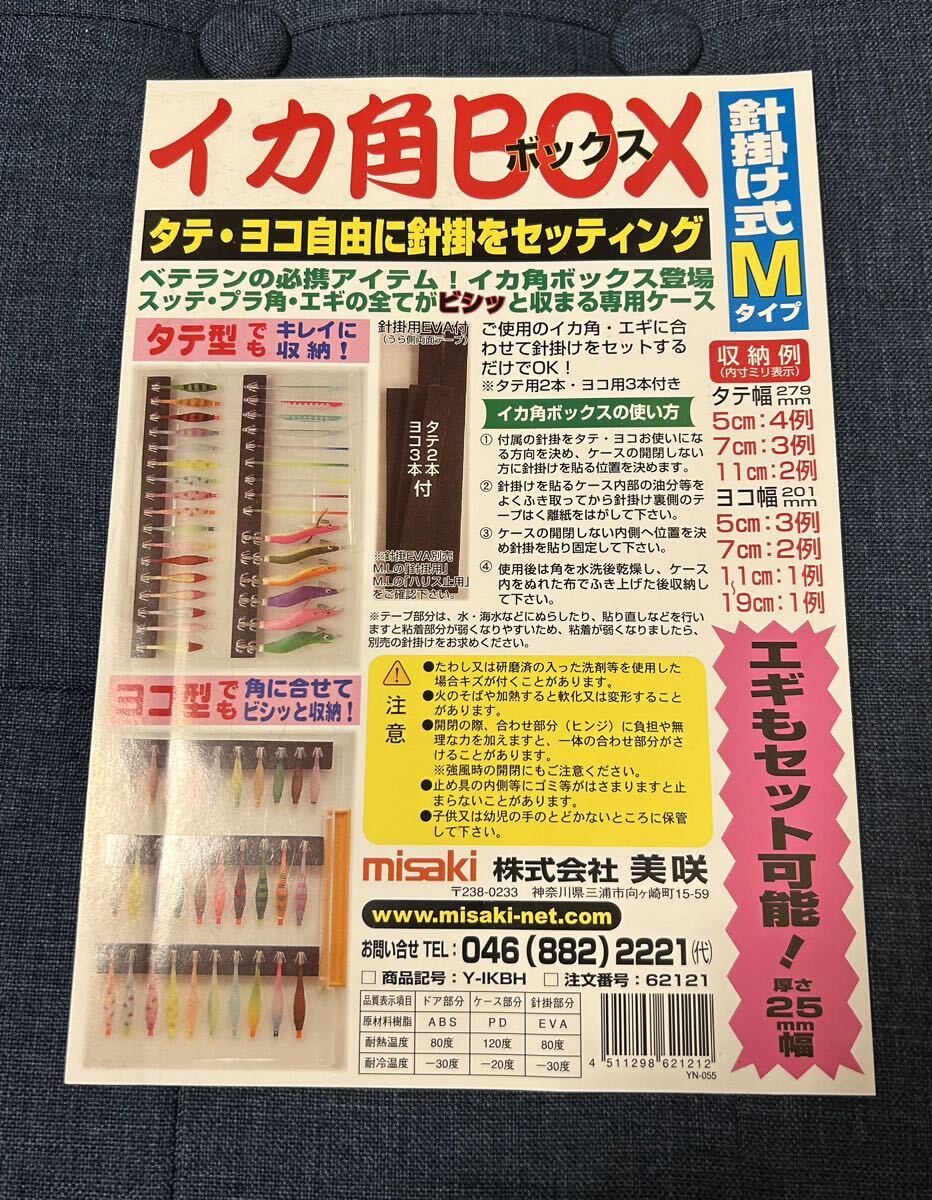 イカ角BOX
ボックス
針掛け式
M
タイプ
タテ・ヨコ自由に針掛をセッティング
ベテランの必携アイテム！イカ角ボックス登場
スッテ・プラ角・エギの全てがビシッと収まる専用ケース
タテ型でも
キレイに
収納！
針掛用EVA付
(うら側両面テープ)
タテ2本
ヨコ3本
付
※針掛EVA別売
M.Lの「針掛用」
M.Lの「ハリス止用」
をご確認下さい。
ご使用のイカ角・エギに合
わせて針掛けをセットする
だけでOK！
※タテ用2本・ヨコ用3本付き
イカ角ボックスの使い方
① 付属の針掛をタテ・ヨコお使いにな
る方向を決め、ケースの開閉しない
方に針掛けを貼る位置を決めます。
② 針掛けを貼るケース内部の油分等を
よくふき取ってから針掛け裏側のテ
ープはく離紙をはがして下さい。
③ ケースの開閉しない内側へ位置を決
め針掛けを貼り固定して下さい。
④ 使用後は角を水洗後乾燥し、ケース
内をぬれた布でふき上げた後収納し
て下さい。
※テープ部分は、水・海水などにぬらしたり、貼り直しなどを行い
ますと粘着部分が弱くなりやすいため、粘着が弱くなりましたら、
別売の針掛けをお求めください。
収納例
(内寸ミリ表示)
タテ幅279mm
5cm:4例
7cm:3例
11cm:2例
ヨコ幅201mm
5cm:3例
7cm:2例
11cm:1例
〜
19cm:1例
ヨコ型でも
角に合せて
ビシッと収納！
注意
●たわし又は研磨済の入った洗剤等を使用した
場合キズが付くことがあります。
●火のそばや加熱すると軟化又は変形すること
があります。
●開閉の際、合わせ部分（ヒンジ）に負担や無
理な力を加えますと、一体の合わせ部分がさ
けることがあります。
※強風時の開閉にもご注意ください。
●止め具の内側等にゴミ等がはさまりますと止
まらないことがあります。
●子供又は幼児の手のとどかないところに保管
して下さい。
エギもセット可能！
厚さ
25mm幅
misaki 株式会社 美咲
〒238-0233 神奈川県三浦市向ヶ崎町15-59
www.misaki-net.com
お問い合せ TEL：046(882)2221㈹
□ 商品記号：Y-IKBH □ 注文番号：62121
品質表示項目 ドア部分 ケース部分 針掛部分
原材料樹脂 ABS PD EVA
耐熱温度 80度 120度 80度
耐冷温度 −30度 −20度 −30度
4 511298 621212
YN-055